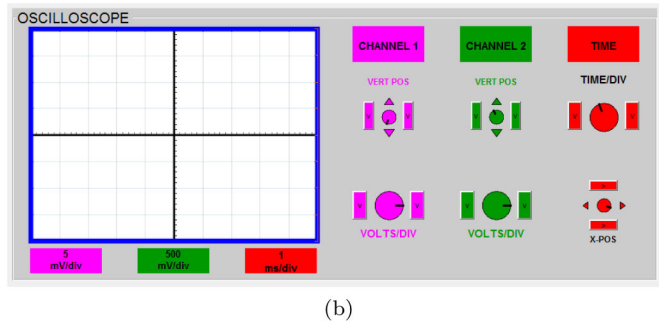 OSCILLOSCOPE
CHANNEL 1
CHANNEL 2
TIME
VERT POS
VERT POS
TIME/DIV
V V
V V
V V
V V
V V
VOLTS/DIV
VOLTS/DIV
X-POS
5
mV/div
500
mV/div
1
ms/div
(b)